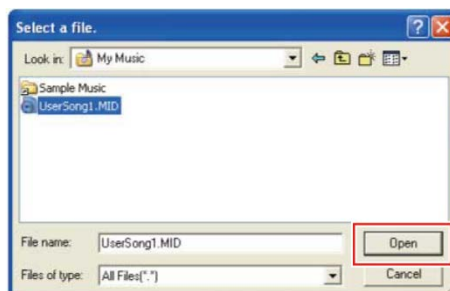 Select a file.
Look in: My Music
Sample Music
UserSong1.MID
File name: UserSong1.MID Open
Files of type: All Files(*.*) Cancel